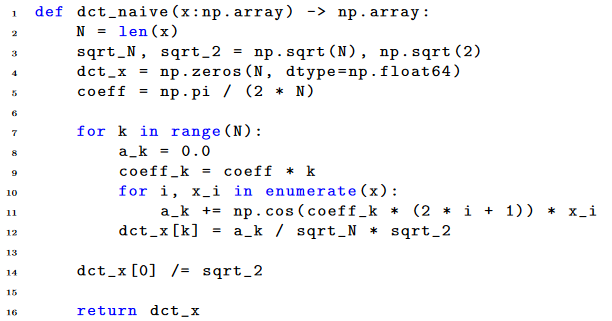 1 def dct_naive(x:np.array) -> np.array:
2     N = len(x)
3     sqrt_N, sqrt_2 = np.sqrt(N), np.sqrt(2)
4     dct_x = np.zeros(N, dtype=np.float64)
5     coeff = np.pi / (2 * N)
6
7     for k in range(N):
8         a_k = 0.0
9         coeff_k = coeff * k
10         for i, x_i in enumerate(x):
11             a_k += np.cos(coeff_k * (2 * i + 1)) * x_i
12         dct_x[k] = a_k / sqrt_N * sqrt_2
13
14     dct_x[0] /= sqrt_2
15
16     return dct_x